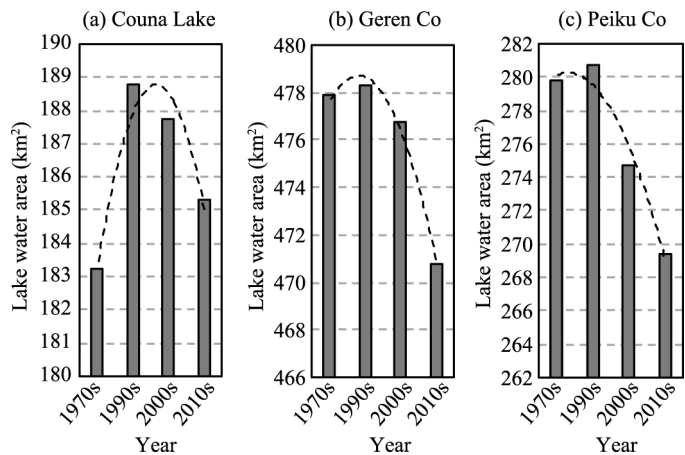 (a) Couna Lake
(b) Geren Co
(c) Peiku Co
Lake water area (km²)
190
189
188
187
186
185
184
183
182
181
180
1970s
1990s
2000s
2010s
Year
Lake water area (km²)
480
478
476
474
472
470
468
466
1970s
1990s
2000s
2010s
Year
Lake water area (km²)
282
280
278
276
274
272
270
268
266
264
262
1970s
1990s
2000s
2010s
Year